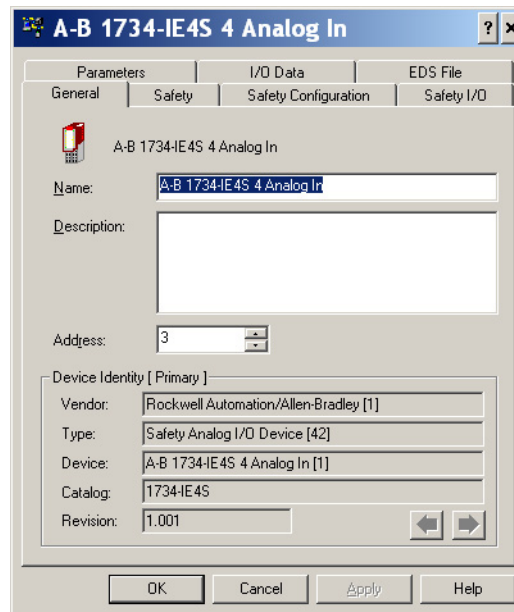 A-B 1734-IE4S 4 Analog In ? ×
Parameters I/O Data EDS File
General Safety Safety Configuration Safety I/O
A-B 1734-IE4S 4 Analog In
Name: A-B 1734-IE4S 4 Analog In
Description:
Address: 3
Device Identity [ Primary ]
Vendor: Rockwell Automation/Allen-Bradley [1]
Type: Safety Analog I/O Device [42]
Device: A-B 1734-IE4S 4 Analog In [1]
Catalog: 1734-IE4S
Revision: 1.001
OK Cancel Apply Help